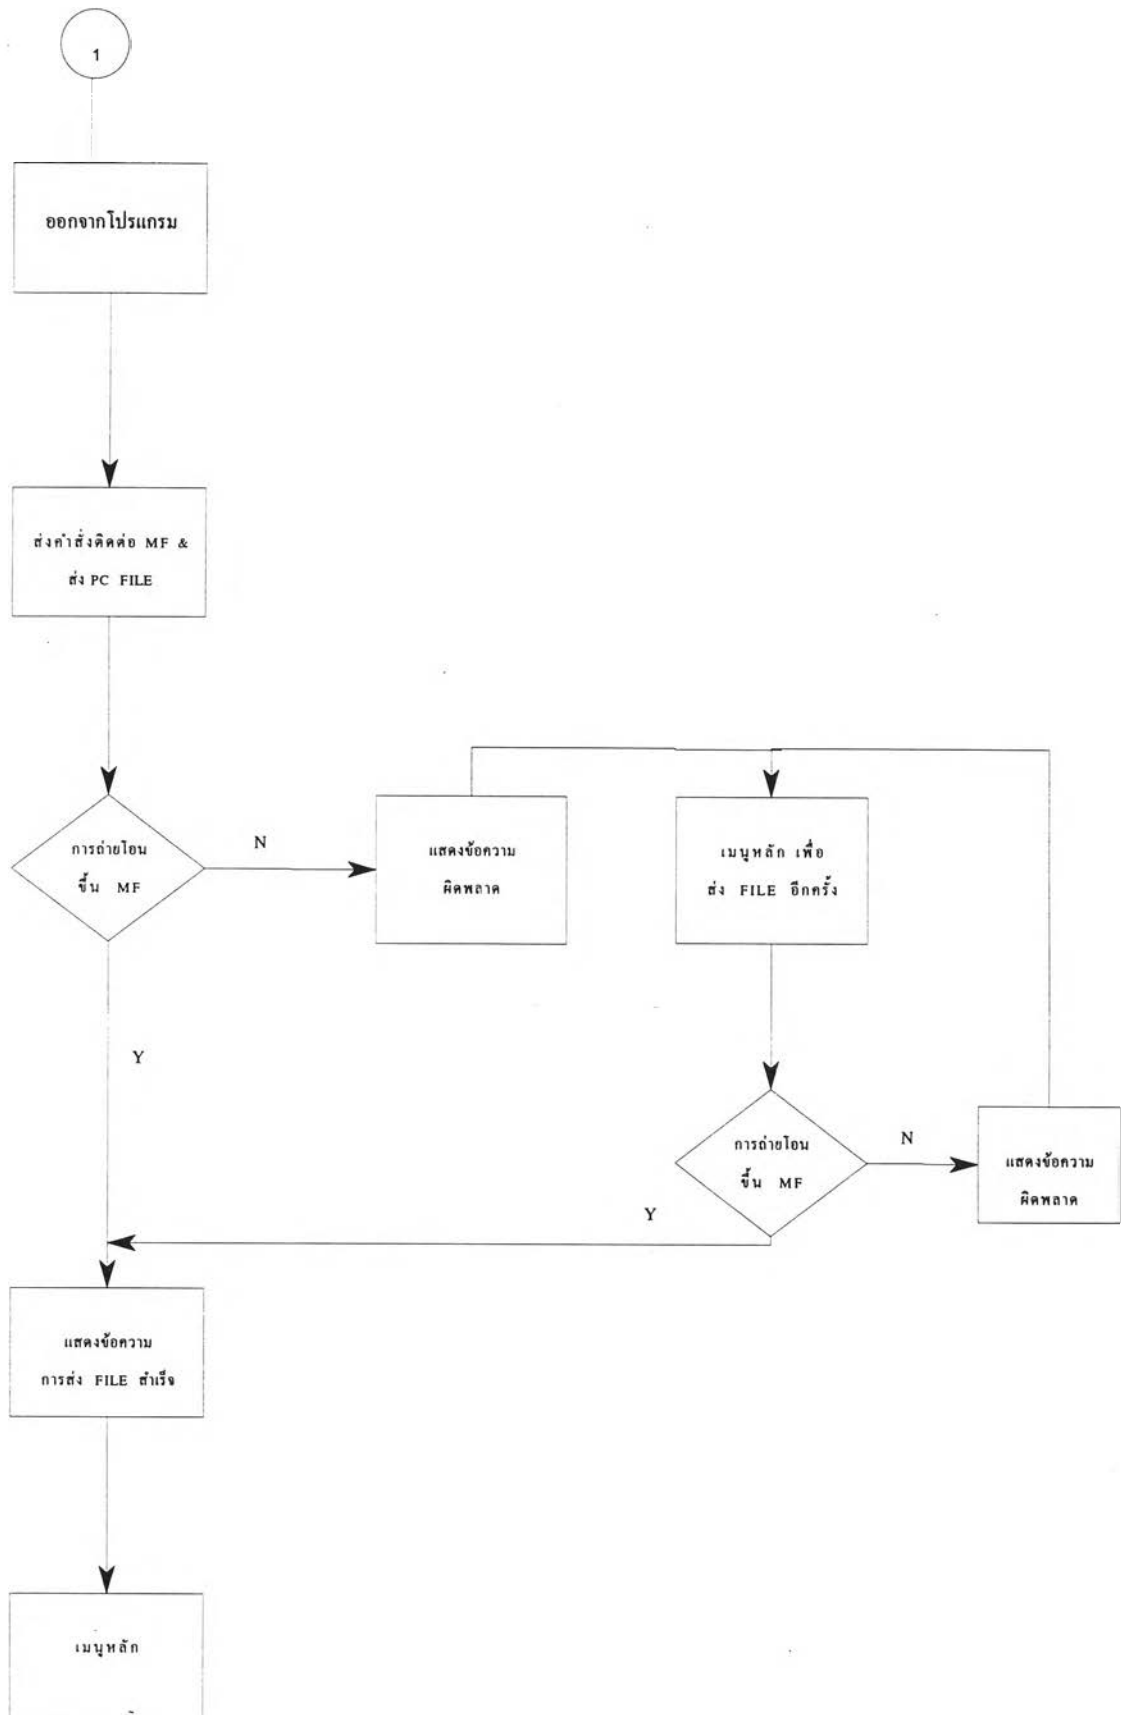 1
ออกจากโปรแกรม
ส่งคำสั่งติดต่อ MF &
ส่ง PC FILE
การถ่ายโอน
ขึ้น MF
N
แสดงข้อความ
ผิดพลาด
เมนูหลัก เพื่อ
ส่ง FILE อีกครั้ง
Y
การถ่ายโอน
ขึ้น MF
N
แสดงข้อความ
ผิดพลาด
Y
แสดงข้อความ
การส่ง FILE สำเร็จ
เมนูหลัก